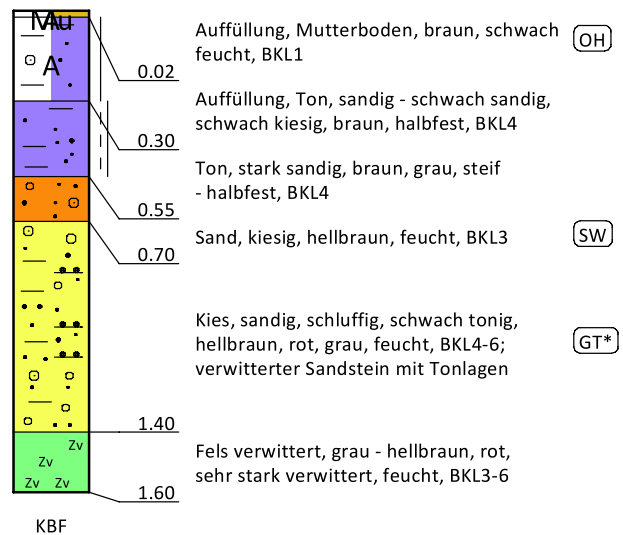 Mu
Au
A
Auffüllung, Mutterboden, braun, schwach
feucht, BKL1
OH
0.02
Auffüllung, Ton, sandig - schwach sandig,
schwach kiesig, braun, halbfest, BKL4
0.30
Ton, stark sandig, braun, grau, steif
- halbfest, BKL4
0.55
Sand, kiesig, hellbraun, feucht, BKL3
SW
0.70
Kies, sandig, schluffig, schwach tonig,
hellbraun, rot, grau, feucht, BKL4-6;
verwitterter Sandstein mit Tonlagen
GT*
1.40
Fels verwittert, grau - hellbraun, rot,
sehr stark verwittert, feucht, BKL3-6
Zv
Zv
Zv Zv
1.60
KBF